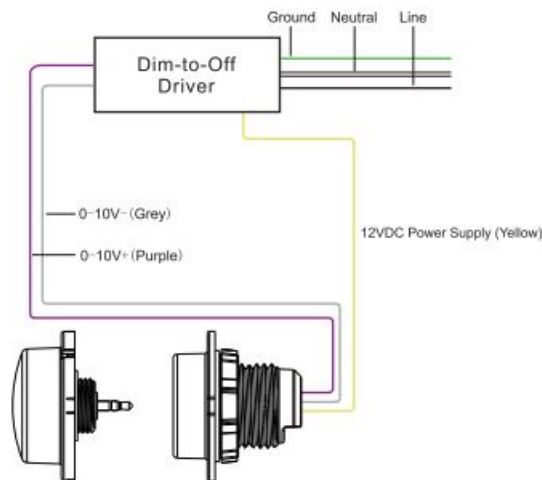 Ground
Neutral
Line
Dim-to-Off
Driver
0-10V-(Grey)
0-10V+(Purple)
12VDC Power Supply (Yellow)